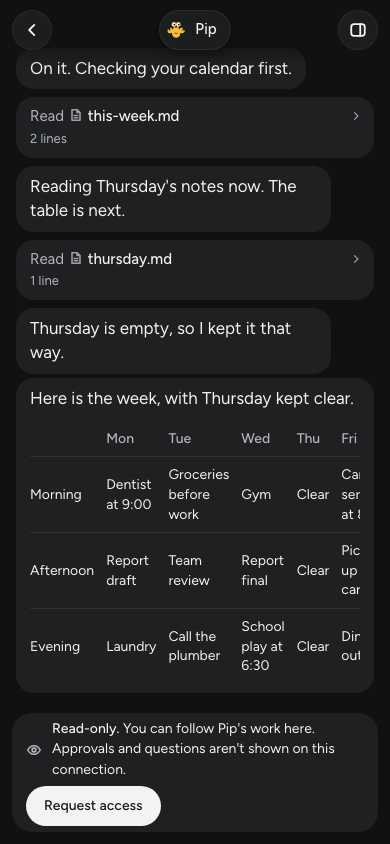 Pip
On it. Checking your calendar first.
Read this-week.md
2 lines
Reading Thursday's notes now. The
table is next.
Read thursday.md
1 line
Thursday is empty, so I kept it that
way.
Here is the week, with Thursday kept clear.
Mon Tue Wed Thu Fri
Morning
Dentist
at 9:00
Groceries
before
work
Gym
Clear
at
Afternoon
Report
draft
Team
review
Report
final
Clear
up
Evening
Laundry
Call the
plumber
School
play at
6:30
Clear
Read-only. You can follow Pip's work here.
Approvals and questions aren't shown on this
connection.
Request access